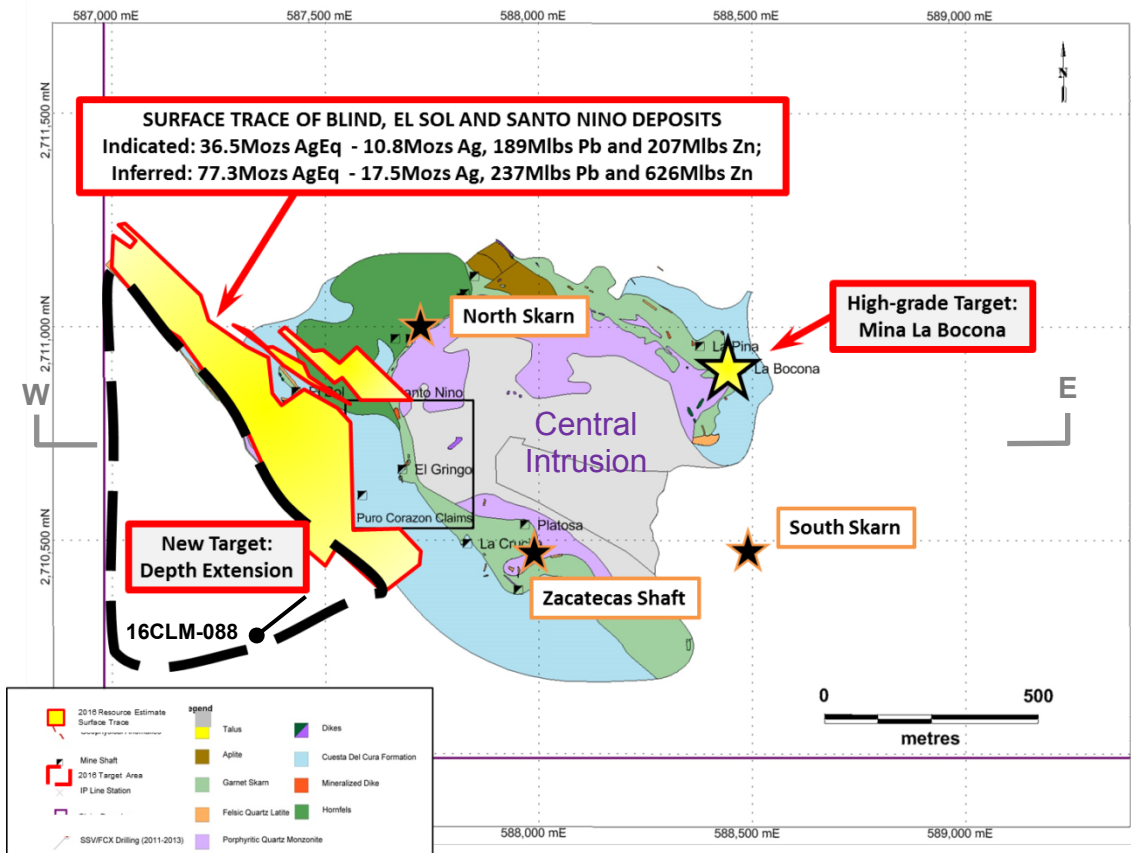 587,000 mE
587,500 mE
588,000 mE
588,500 mE
589,000 mE
N
2,711,500 mN
SURFACE TRACE OF BLIND, EL SOL AND SANTO NINO DEPOSITS
Indicated: 36.5Mozs AgEq - 10.8Mozs Ag, 189Mlbs Pb and 207Mlbs Zn;
Inferred: 77.3Mozs AgEq - 17.5Mozs Ag, 237Mlbs Pb and 626Mlbs Zn
2,711,000 mN
North Skarn
High-grade Target:
Mina La Bocona
La Pina
La Bocona
Sol
anto Nino
W
E
Central
Intrusion
El Gringo
Puro Corazon Claims
Platosa
La Cruci
2,710,500 mN
New Target:
Depth Extension
South Skarn
Zacatecas Shaft
16CLM-088
0
500
metres
egend
2016 Resource Estimate
Surface Trace
Mine Shaft
2016 Target Area
IP Line Station
SSV/FCX Drilling (2011-2013)
Talus
Aplite
Garnet Skarn
Felsic Quartz Latite
Porphyritic Quartz Monzonite
Dikes
Cuesta Del Cura Formation
Mineralized Dike
Hornfels
588,000 mE
588,500 mE
589,000 mE